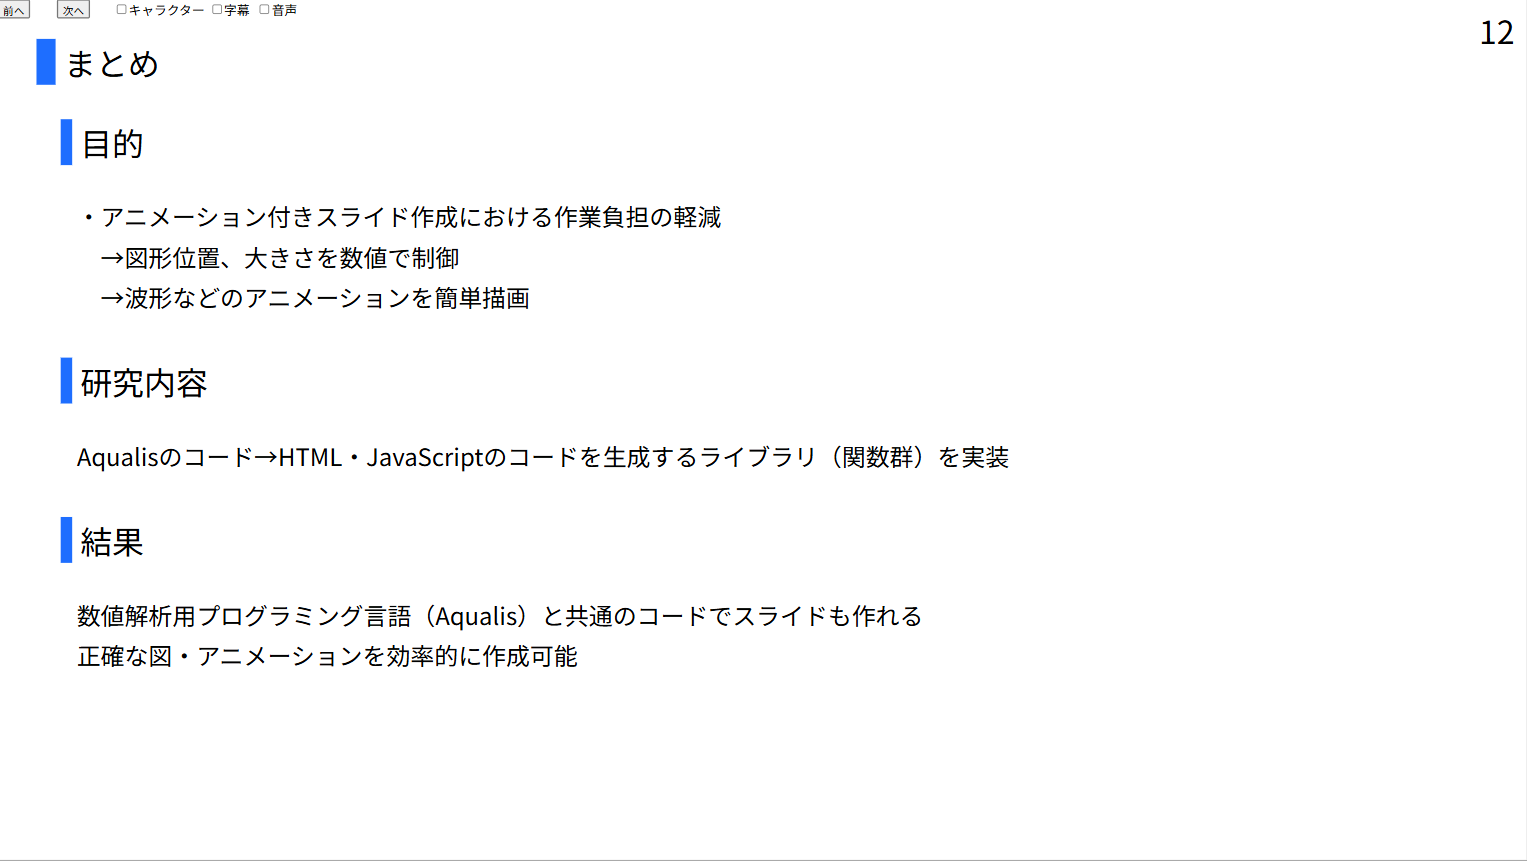 前へ 次へ キャラクター 字幕 音声
12
まとめ
目的
・アニメーション付きスライド作成における作業負担の軽減
→図形位置、大きさを数値で制御
→波形などのアニメーションを簡単描画
研究内容
Aqualisのコード→HTML・JavaScriptのコードを生成するライブラリ（関数群）を実装
結果
数値解析用プログラミング言語（Aqualis）と共通のコードでスライドも作れる
正確な図・アニメーションを効率的に作成可能